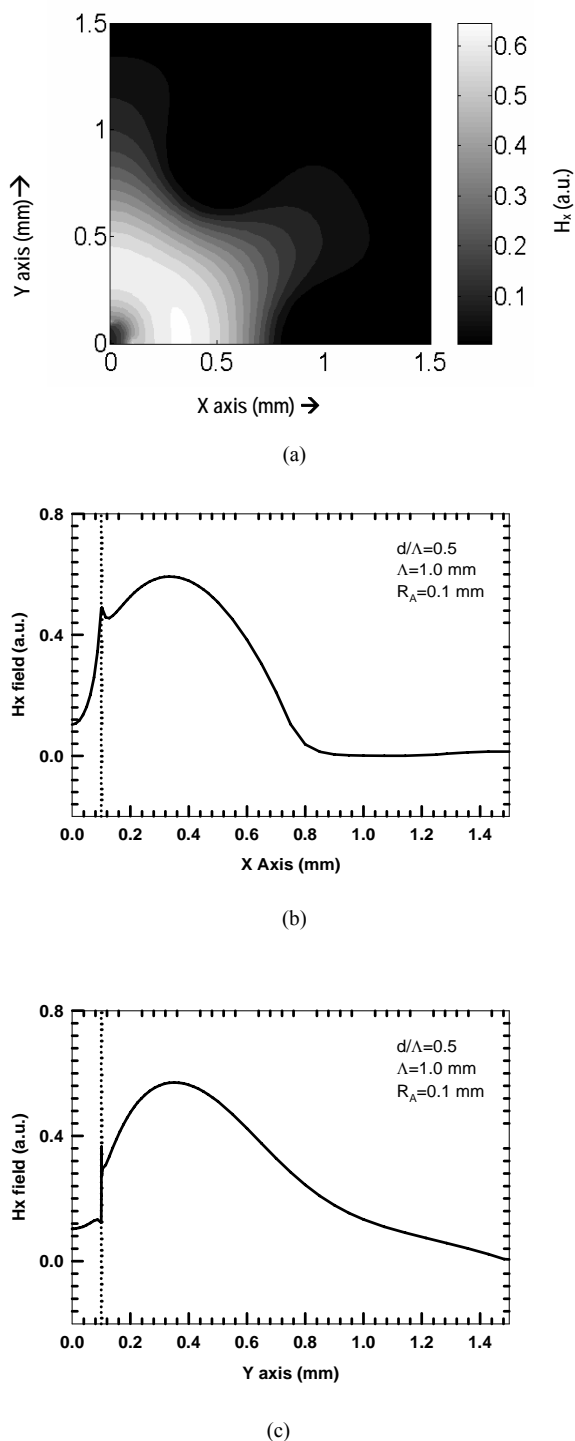 1.5
1
0.5
0
Y axis (mm) →
0 0.5 1 1.5
X axis (mm) →
0.6
0.5
0.4
0.3
0.2
0.1
Hₓ (a.u.)
(a)
0.8
0.4
0.0
Hx field (a.u.)
d/Λ=0.5
Λ=1.0 mm
R_A=0.1 mm
0.0 0.2 0.4 0.6 0.8 1.0 1.2 1.4
X Axis (mm)
(b)
0.8
0.4
0.0
Hx field (a.u.)
d/Λ=0.5
Λ=1.0 mm
R_A=0.1 mm
0.0 0.2 0.4 0.6 0.8 1.0 1.2 1.4
Y axis (mm)
(c)